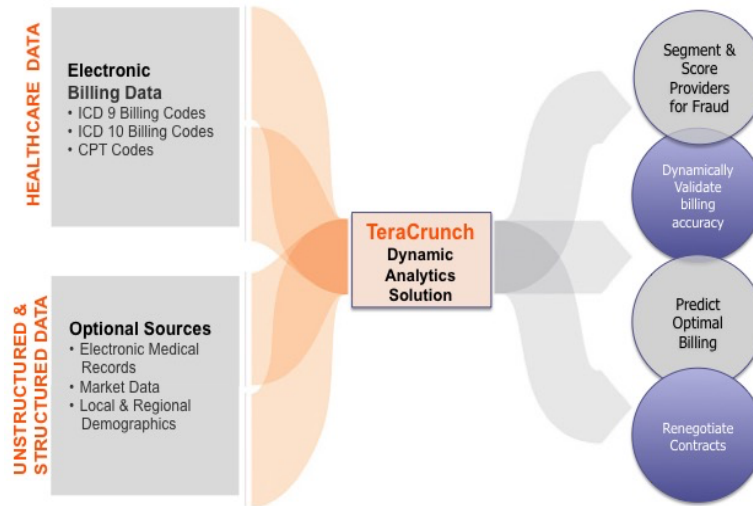 HEALTHCARE DATA
Electronic
Billing Data
• ICD 9 Billing Codes
• ICD 10 Billing Codes
• CPT Codes
UNSTRUCTURED &
STRUCTURED DATA
Optional Sources
• Electronic Medical
Records
• Market Data
• Local & Regional
Demographics
TeraCrunch
Dynamic
Analytics
Solution
Segment &
Score
Providers
for Fraud
Dynamically
Validate
billing
accuracy
Predict
Optimal
Billing
Renegotiate
Contracts